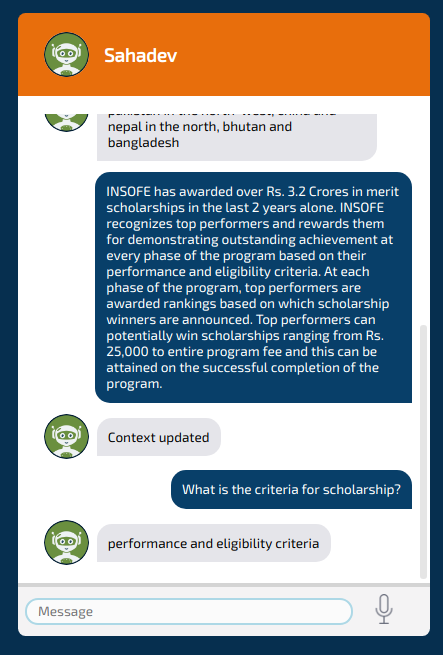 Sahadev
nepal in the north, bhutan and
bangladesh
INSOFE has awarded over Rs. 3.2 Crores in merit
scholarships in the last 2 years alone. INSOFE
recognizes top performers and rewards them
for demonstrating outstanding achievement at
every phase of the program based on their
performance and eligibility criteria. At each
phase of the program, top performers are
awarded rankings based on which scholarship
winners are announced. Top performers can
potentially win scholarships ranging from Rs.
25,000 to entire program fee and this can be
attained on the successful completion of the
program.
Context updated
What is the criteria for scholarship?
performance and eligibility criteria
Message